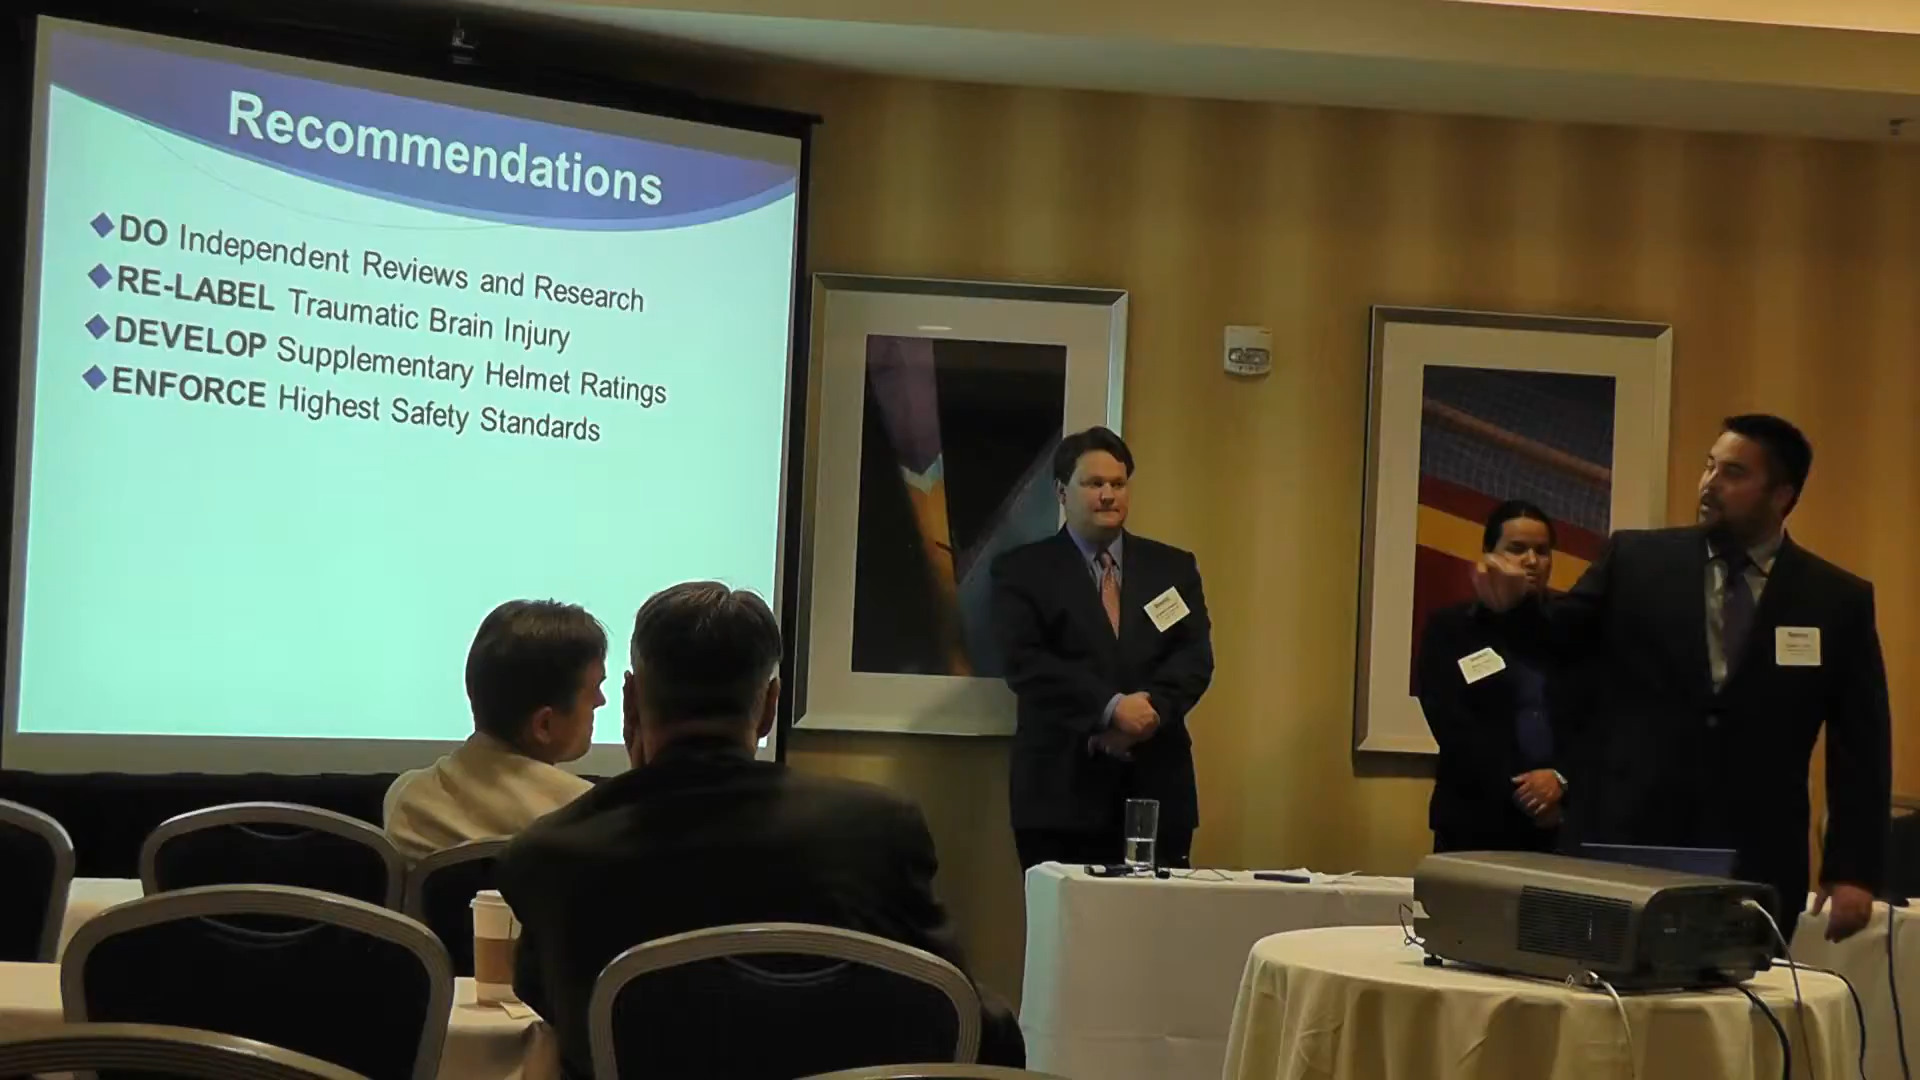 Recommendations
DO Independent Reviews and Research
RE-LABEL Traumatic Brain Injury
DEVELOP Supplementary Helmet Ratings
ENFORCE Highest Safety Standards